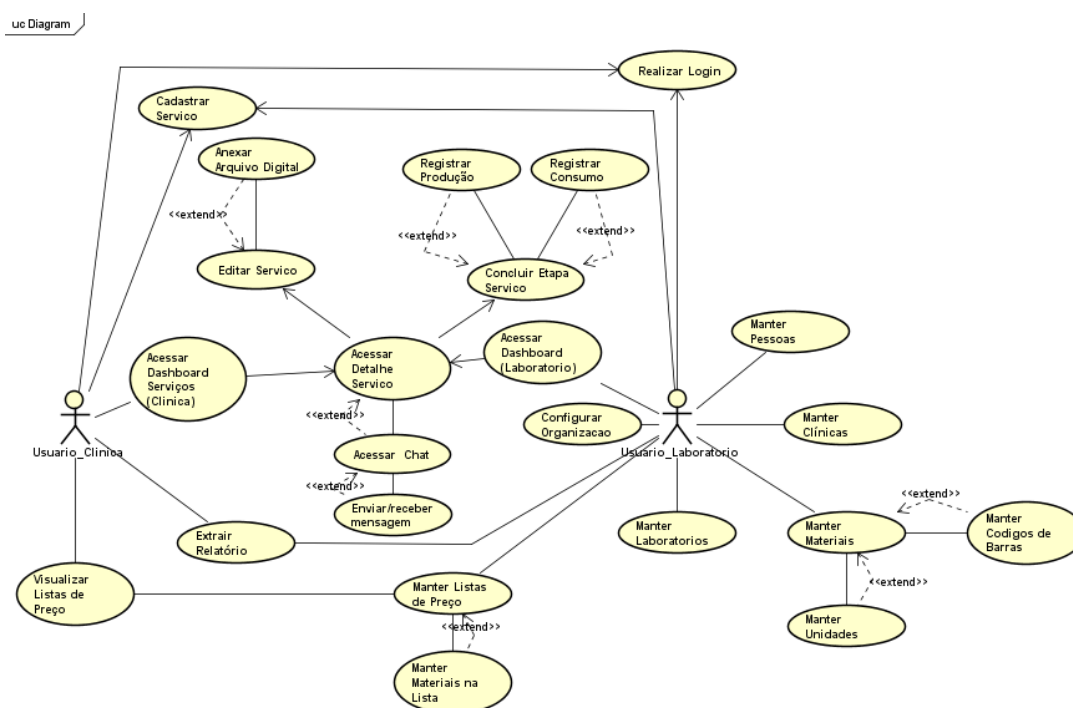 uc Diagram
Realizar Login
Cadastrar
Servico
Anexar
Arquivo Digital
Registrar
Produção
Registrar
Consumo
<<extend>>
<<extend>>
<<extend>>
Editar Servico
Concluir Etapa
Servico
Manter
Pessoas
Acessar
Dashboard
Serviços
(Clinica)
Acessar
Detalhe
Servico
Acessar
Dashboard
(Laboratorio)
<<extend>>
Configurar
Organizacao
Manter
Clínicas
Usuario_Clinica
Acessar Chat
Usuario_Laboratorio
<<extend>>
Enviar/receber
mensagem
<<extend>>
Extrair
Relatório
Manter
Laboratorios
Manter
Materiais
Manter
Codigos de
Barras
<<extend>>
Visualizar
Listas de
Preço
Manter Listas
de Preço
Manter
Unidades
<<extend>>
Manter
Materiais na
Lista